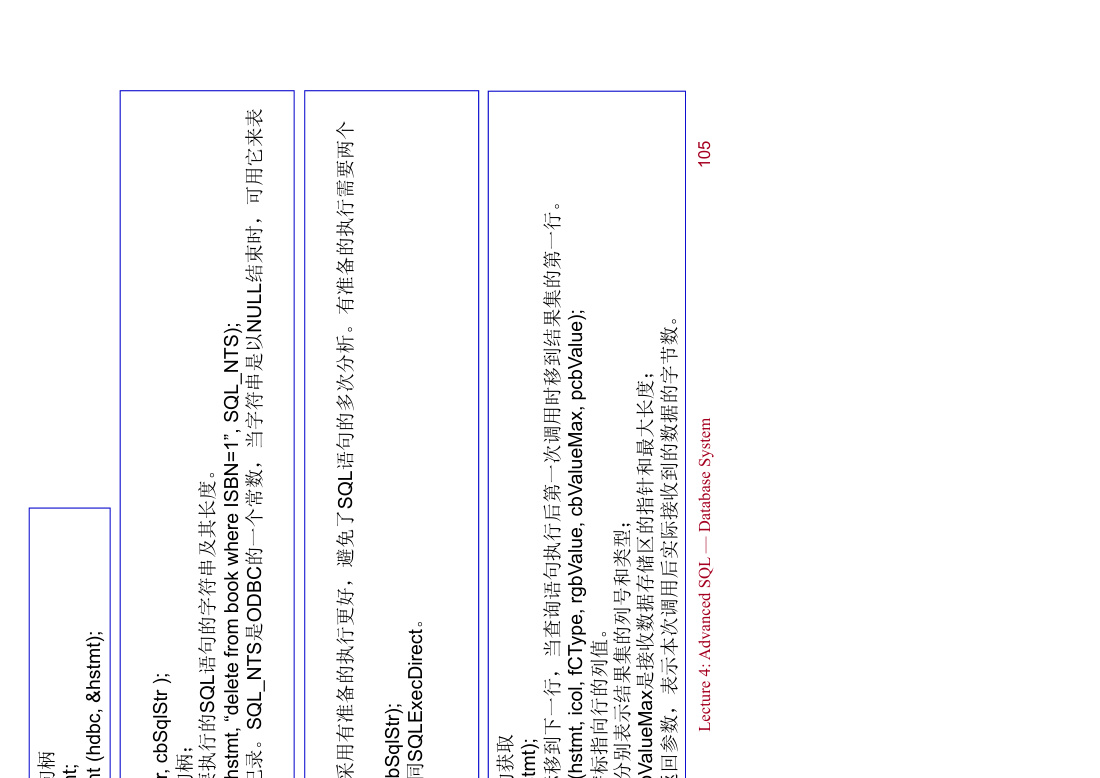 句柄
t;
nt (hdbc, &hstmt);
r, cbSqlStr );
句柄；
执行的SQL语句的字符串及其长度。
hstmt, “delete from book where ISBN=1”, SQL_NTS);
记录。SQL_NTS是ODBC的一个常数，当字符串是以NULL结束时，可用它来表
采用有准备的执行更好，避免了SQL语句的多次分析。有准备的执行需要两个
bSqlStr);
同SQLExecDirect。
获取
tmt);
移到下一行，当查询语句执行后第一次调用时移到结果集的第一行。
(hstmt, icol, fCType, rgbValue, cbValueMax, pcbValue);
标指向行的列值。
分别表示结果集的列号和类型；
bValueMax是接收数据存储区的指针和最大长度；
返回参数，表示本次调用后实际接收到的数据的字节数。
Lecture 4: Advanced SQL — Database System
105